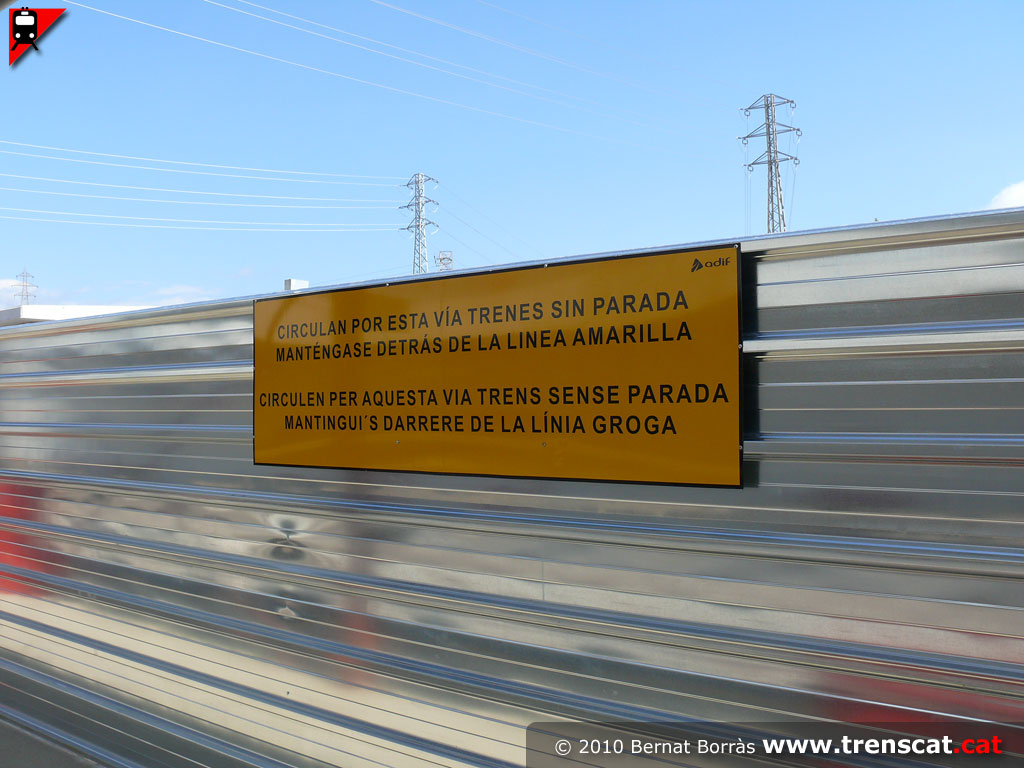 adif
CIRCULAN POR ESTA VÍA TRENES SIN PARADA
MANTÉNGASE DETRÁS DE LA LINEA AMARILLA
CIRCULEN PER AQUESTA VIA TRENS SENSE PARADA
MANTINGUI´S DARRERE DE LA LÍNIA GROGA
© 2010 Bernat Borràs www.trenscat.cat